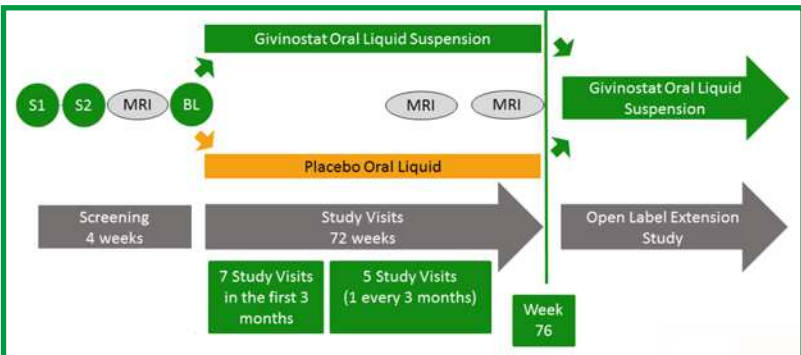 Givinostat Oral Liquid Suspension
S1
S2
MRI
BL
MRI
MRI
Givinostat Oral Liquid
Suspension
Placebo Oral Liquid
Screening
4 weeks
Study Visits
72 weeks
Open Label Extension
Study
7 Study Visits
in the first 3
months
5 Study Visits
(1 every 3 months)
Week
76